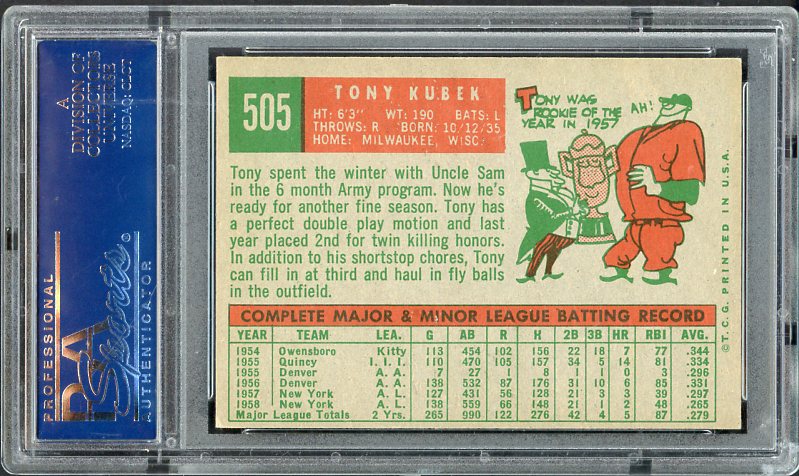 A
DIVISION OF
COLLECTORS
UNIVERSE
NASDAQ: CLCT
PROFESSIONAL
PSA
Sports
®
AUTHENTICATOR
505
TONY KUBEK
HT: 6'3" WT: 190 BATS: L
THROWS: R BORN: 10/12/35
HOME: MILWAUKEE, WISC.
Tony spent the winter with Uncle Sam
in the 6 month Army program. Now he's
ready for another fine season. Tony has
a perfect double play motion and last
year placed 2nd for twin killing honors.
In addition to his shortstop chores, Tony
can fill in at third and haul in fly balls
in the outfield.
TONY WAS
ROOKIE OF THE
YEAR IN 1957
AH!
COMPLETE MAJOR & MINOR LEAGUE BATTING RECORD
YEAR TEAM LEA. G AB R H 2B 3B HR RBI AVG.
1954 Owensboro Kitty 113 454 102 156 22 18 7 77 .344
1955 Quincy I. I. I. 110 470 105 157 34 5 14 81 .334
1955 Denver A. A. 7 27 1 8 1 0 3 .296
1956 Denver A. A. 138 532 87 176 30 6 85 .331
1957 New York A. L. 127 431 56 128 21 3 3 39 .297
1958 New York A. L. 138 559 66 148 21 1 2 48 .265
Major League Totals 2 Yrs. 265 990 122 276 42 4 5 87 .279
© T. C. G. PRINTED IN U.S.A.